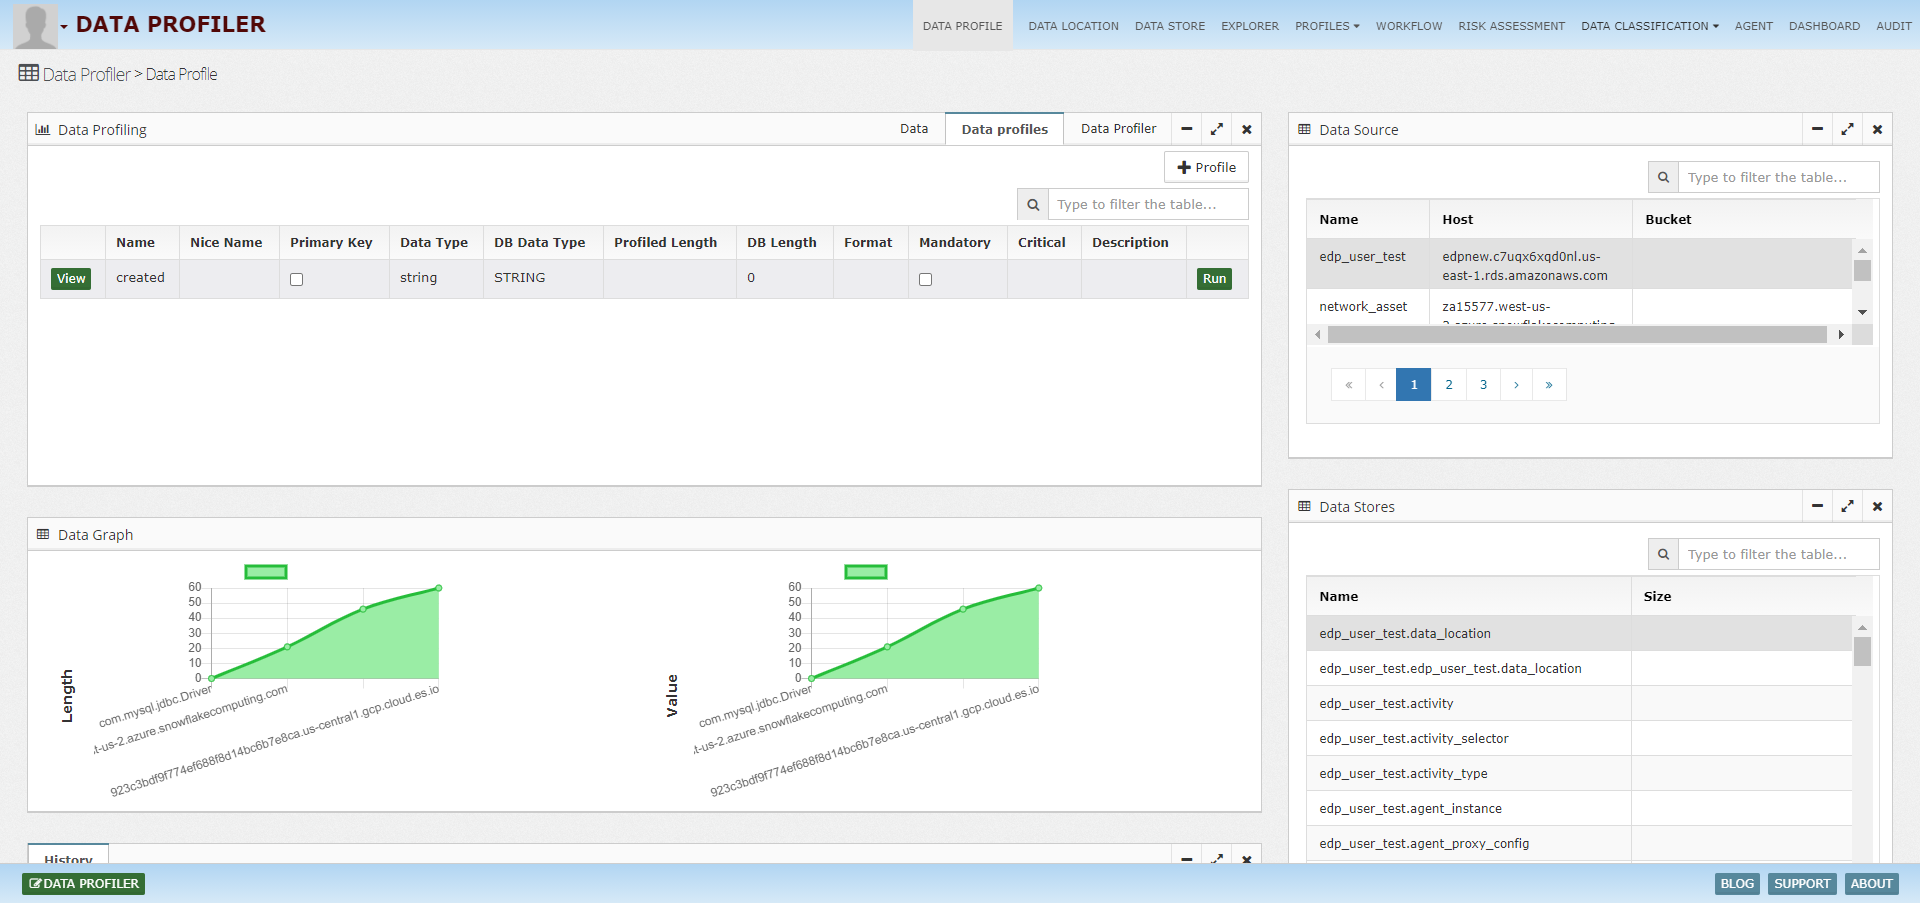 DATA PROFILER
DATA PROFILE DATA LOCATION DATA STORE EXPLORER PROFILES WORKFLOW RISK ASSESSMENT DATA CLASSIFICATION AGENT DASHBOARD AUDIT
Data Profiler > Data Profile
Data Profiling Data Data profiles Data Profiler
Profile
Type to filter the table...
Name Nice Name Primary Key Data Type DB Data Type Profiled Length DB Length Format Mandatory Critical Description
View created string STRING 0 Run
Data Source
Type to filter the table...
Name Host Bucket
edp_user_test edpnew.c7uqx6xqd0nl.us-
east-1.rds.amazonaws.com
network_asset za15577.west-us-
2.azure.snowflakecomputing
« ‹ 1 2 3 › »
Data Graph
60
50
40
30
20
10
0
Length
com.mysql.jdbc.Driver
t-us-2.azure.snowflakecomputing.com
923c3bdf9f774ef688f8d14bc6b7e8ca.us-central1.gcp.cloud.es.io
60
50
40
30
20
10
0
Value
com.mysql.jdbc.Driver
t-us-2.azure.snowflakecomputing.com
923c3bdf9f774ef688f8d14bc6b7e8ca.us-central1.gcp.cloud.es.io
Data Stores
Type to filter the table...
Name Size
edp_user_test.data_location
edp_user_test.edp_user_test.data_location
edp_user_test.activity
edp_user_test.activity_selector
edp_user_test.activity_type
edp_user_test.agent_instance
edp_user_test.agent_proxy_config
History
DATA PROFILER
BLOG SUPPORT ABOUT